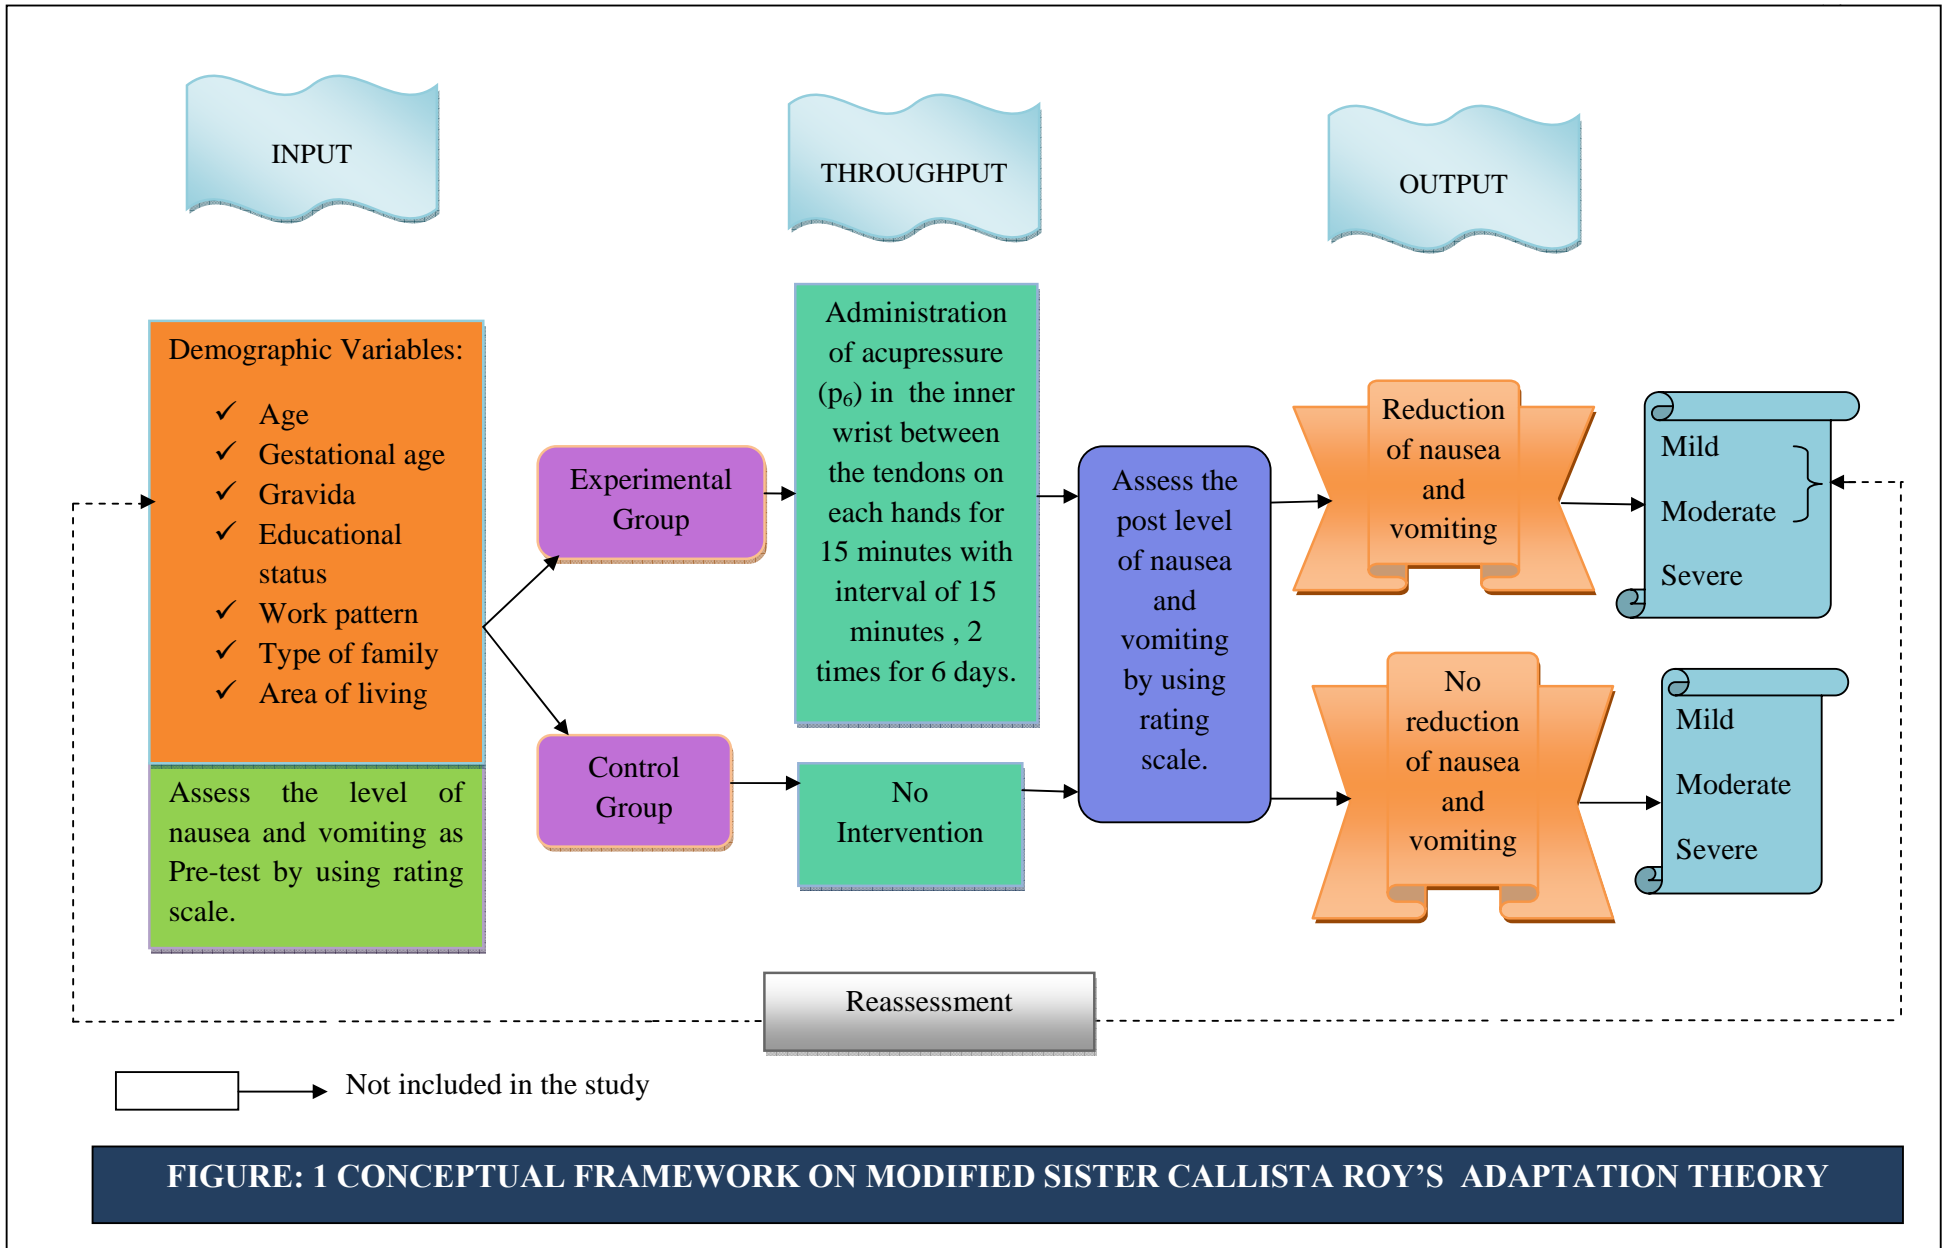 INPUT
THROUGHPUT
OUTPUT
Demographic Variables:
✓ Age
✓ Gestational age
✓ Gravida
✓ Educational
status
✓ Work pattern
✓ Type of family
✓ Area of living
Assess the level of
nausea and vomiting as
Pre-test by using rating
scale.
Experimental
Group
Control
Group
Administration
of acupressure
(p₆) in the inner
wrist between
the tendons on
each hands for
15 minutes with
interval of 15
minutes , 2
times for 6 days.
No
Intervention
Assess the
post level
of nausea
and
vomiting
by using
rating
scale.
Reduction
of nausea
and
vomiting
Mild
Moderate
Severe
No
reduction
of nausea
and
vomiting
Mild
Moderate
Severe
Reassessment
Not included in the study
FIGURE: 1 CONCEPTUAL FRAMEWORK ON MODIFIED SISTER CALLISTA ROY’S ADAPTATION THEORY